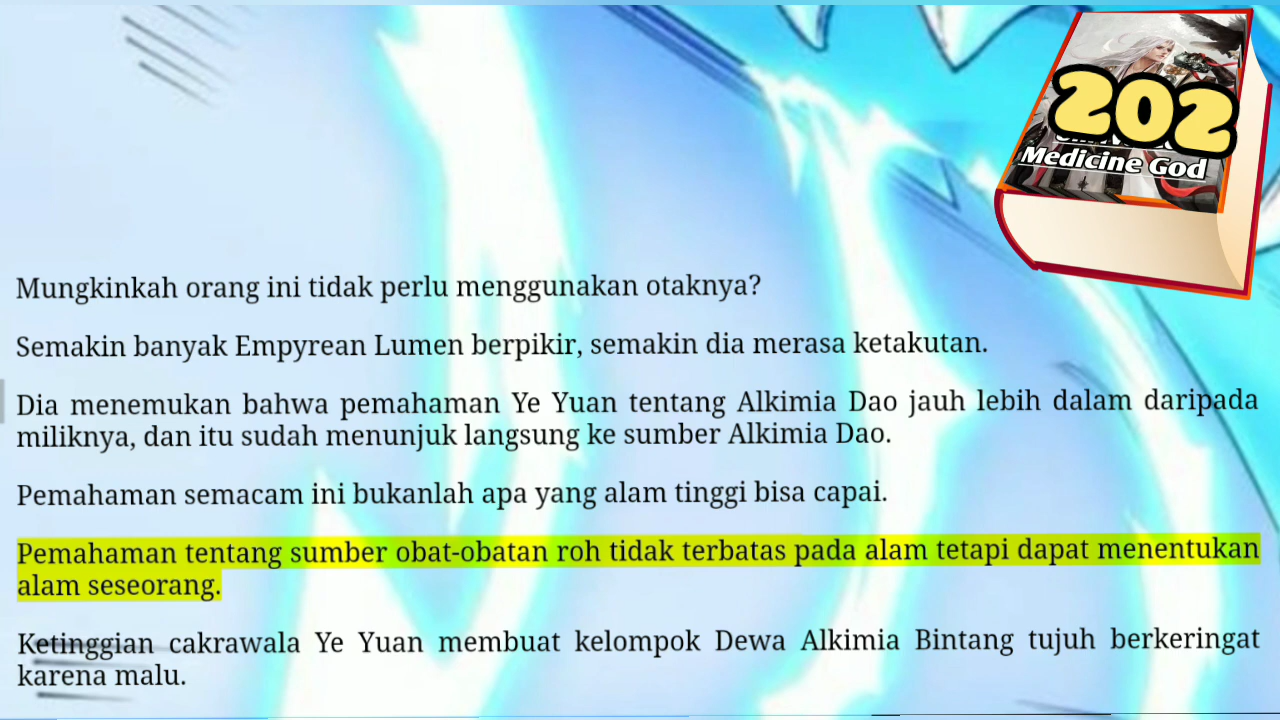 202
Medicine God
Mungkinkah orang ini tidak perlu menggunakan otaknya?
Semakin banyak Empyrean Lumen berpikir, semakin dia merasa ketakutan.
Dia menemukan bahwa pemahaman Ye Yuan tentang Alkimia Dao jauh lebih dalam daripada
miliknya, dan itu sudah menunjuk langsung ke sumber Alkimia Dao.
Pemahaman semacam ini bukanlah apa yang alam tinggi bisa capai.
Pemahaman tentang sumber obat-obatan roh tidak terbatas pada alam tetapi dapat menentukan
alam seseorang.
Ketinggian cakrawala Ye Yuan membuat kelompok Dewa Alkimia Bintang tujuh berkeringat
karena malu.